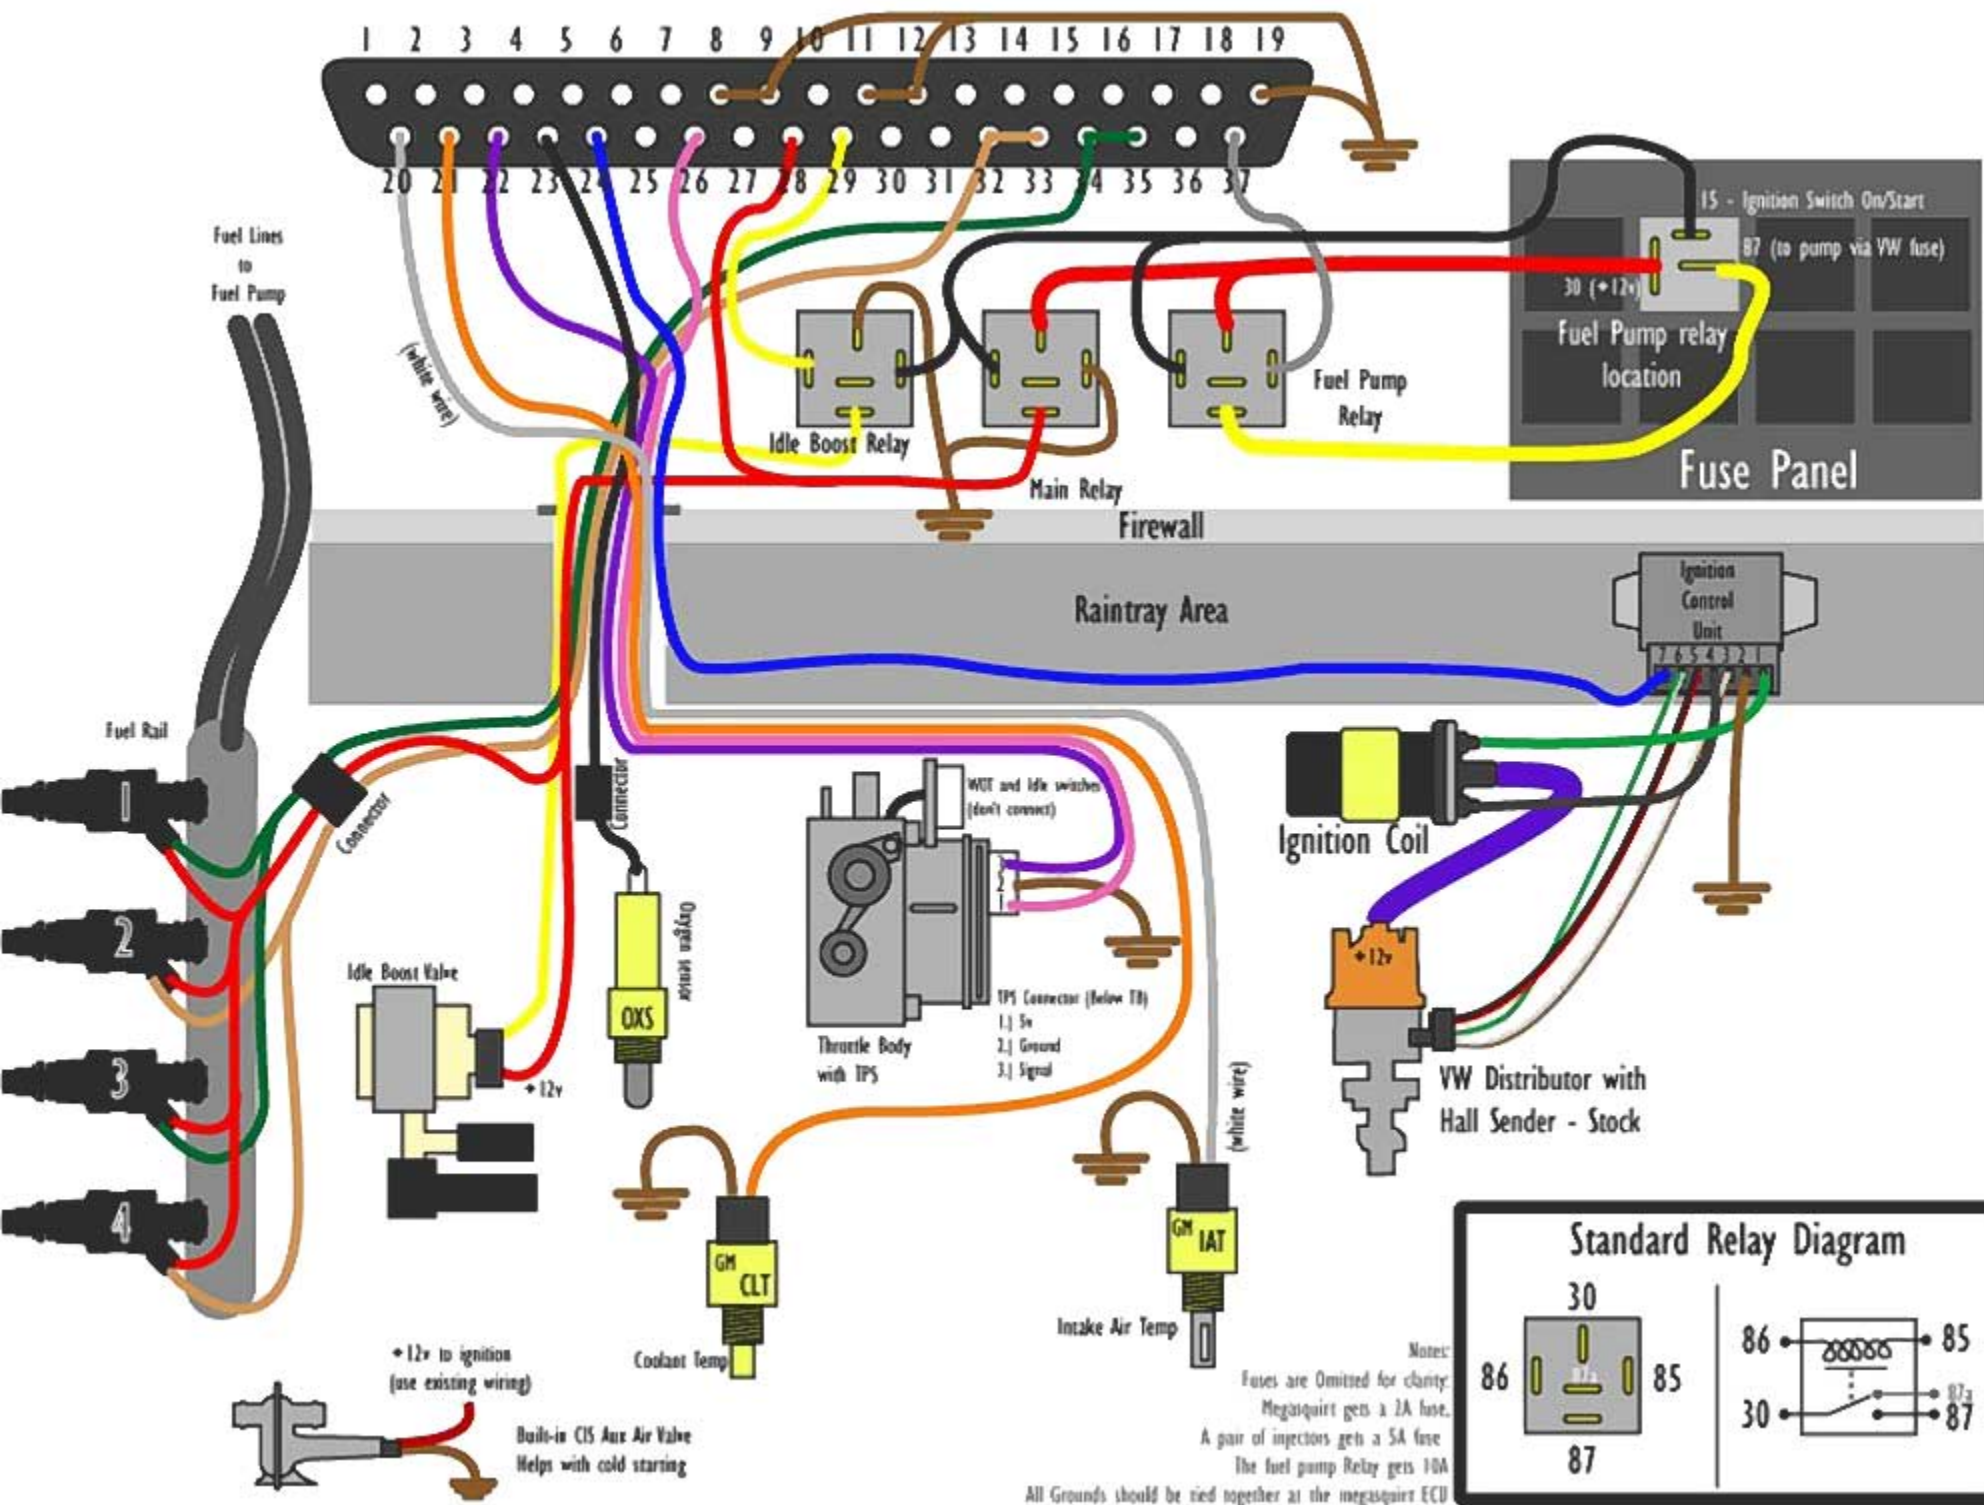 1 2 3 4 5 6 7 8 9 10 11 12 13 14 15 16 17 18 19
20 21 22 23 24 25 26 27 28 29 30 31 32 33 34 35 36 37
15 - Ignition Switch On/Start
87 (to pump via VW fuse)
30 (+12v)
Fuel Pump relay
location
Fuse Panel
Fuel Lines
to
Fuel Pump
(white wire)
Idle Boost Relay
Main Relay
Fuel Pump
Relay
Firewall
Raintray Area
Ignition
Control
Unit
7 6 5 4 3 2 1
Fuel Rail
Connector
Connector
1
2
3
4
WOT and Idle switches
(don't connect)
3
2
1
Ignition Coil
Idle Boost Valve
+12v
Oxygen sensor
OXS
Throttle Body
with TPS
TPS Connector (Below TB)
1.) 5v
2.) Ground
3.) Signal
+12v
VW Distributor with
Hall Sender - Stock
(white wire)
GM
CLT
Coolant Temp
GM
IAT
Intake Air Temp
+12v to ignition
(use existing wiring)
Built-in CIS Aux Air Valve
Helps with cold starting
Notes:
Fuses are Omitted for clarity.
Megasquirt gets a 2A fuse.
A pair of injectors gets a 5A fuse
The fuel pump Relay gets 10A
All Grounds should be tied together at the megasquirt ECU
Standard Relay Diagram
30
86
87a
85
87
86
85
30
87a
87